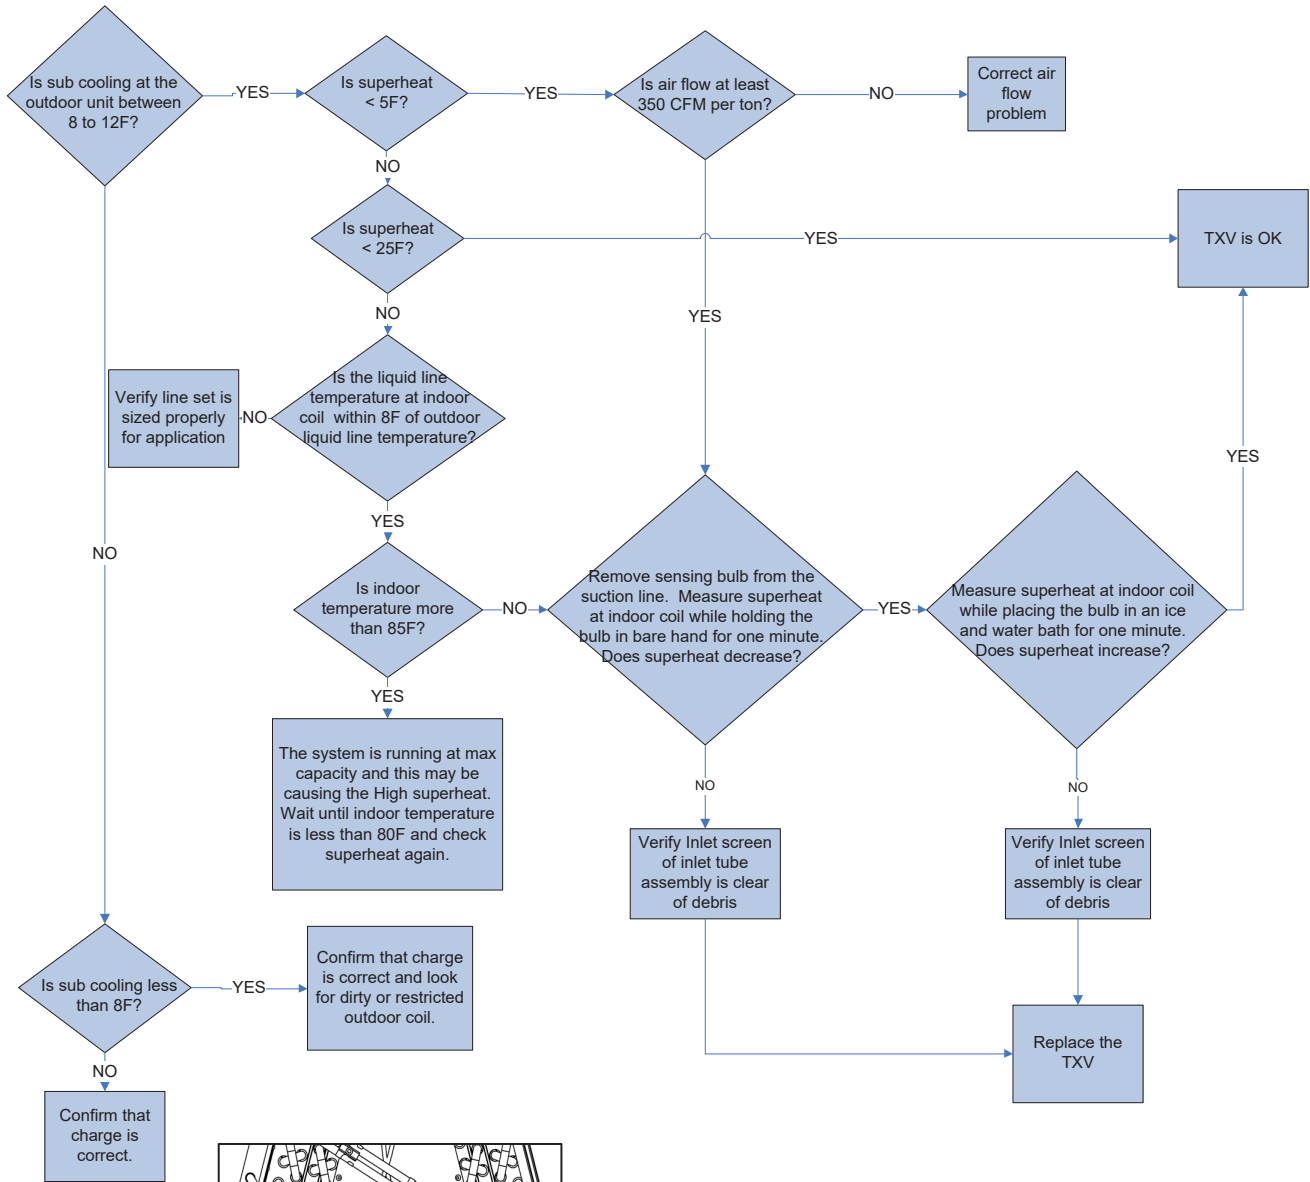 Is sub cooling at the
outdoor unit between
8 to 12F?
YES
Is superheat
< 5F?
YES
Is air flow at least
350 CFM per ton?
NO
Correct air
flow
problem
NO
Is superheat
< 25F?
YES
TXV is OK
NO
YES
Is the liquid line
temperature at indoor
coil within 8F of outdoor
liquid line temperature?
NO
Verify line set is
sized properly
for application
YES
YES
NO
Is indoor
temperature more
than 85F?
NO
Remove sensing bulb from the
suction line. Measure superheat
at indoor coil while holding the
bulb in bare hand for one minute.
Does superheat decrease?
YES
Measure superheat at indoor coil
while placing the bulb in an ice
and water bath for one minute.
Does superheat increase?
YES
The system is running at max
capacity and this may be
causing the High superheat.
Wait until indoor temperature
is less than 80F and check
superheat again.
NO
NO
Verify Inlet screen
of inlet tube
assembly is clear
of debris
Verify Inlet screen
of inlet tube
assembly is clear
of debris
Is sub cooling less
than 8F?
YES
Confirm that charge
is correct and look
for dirty or restricted
outdoor coil.
Replace the
TXV
NO
Confirm that
charge is
correct.